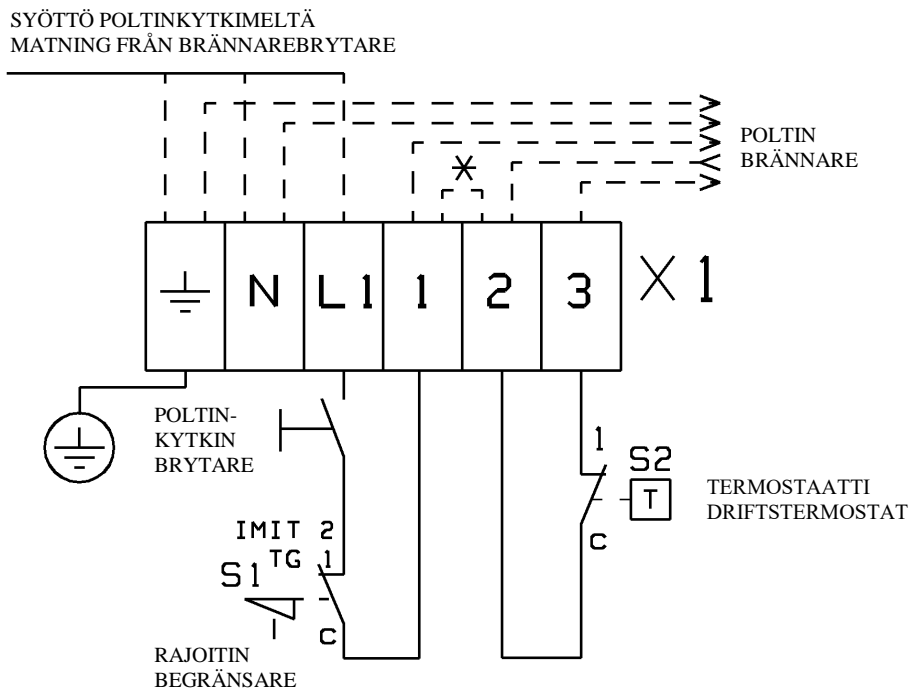 SYÖTTÖ POLTINKYTKIMELTÄ
MATNING FRÅN BRÄNNAREBRYTARE
POLTIN
BRÄNNARE
N L1 1 2 3 X1
POLTIN-
KYTKIN
BRYTARE
1
S2
T
C
TERMOSTAATTI
DRIFTSTERMOSTAT
IMIT 2
TG 1
S1
C
RAJOITIN
BEGRÄNSARE